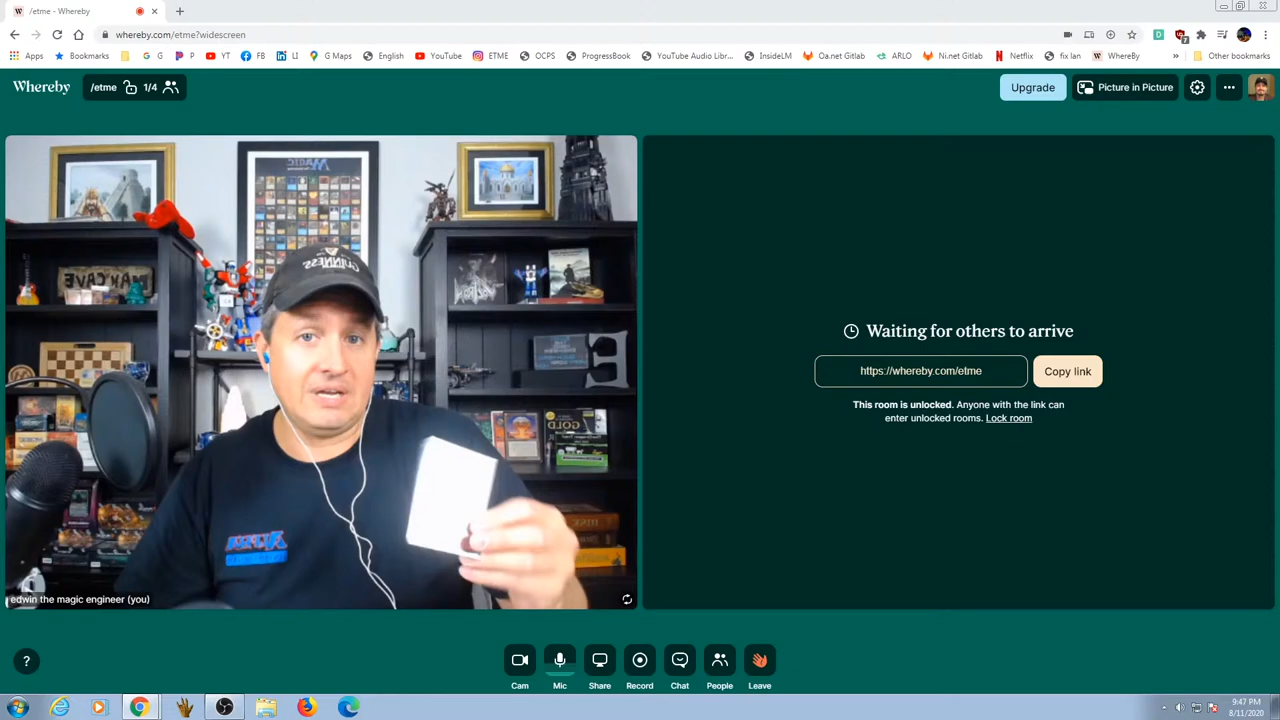 /etme - Whereby
whereby.com/etme?widescreen
Apps Bookmarks G P YT FB LI G Maps English YouTube ETME OCPS ProgressBook YouTube Audio Libr... InsideLM Oa.net Gitlab ARLO Ni.net Gitlab Netflix fix lan WhereBy » Other bookmarks
Whereby /etme 1/4 Upgrade Picture in Picture
MAGIC
GUINNESS
MAN CAVE
GOLD
Waiting for others to arrive
https://whereby.com/etme Copy link
This room is unlocked. Anyone with the link can
enter unlocked rooms. Lock room
edwin the magic engineer (you)
?
Cam Mic Share Record Chat People Leave
9:47 PM
8/11/2020